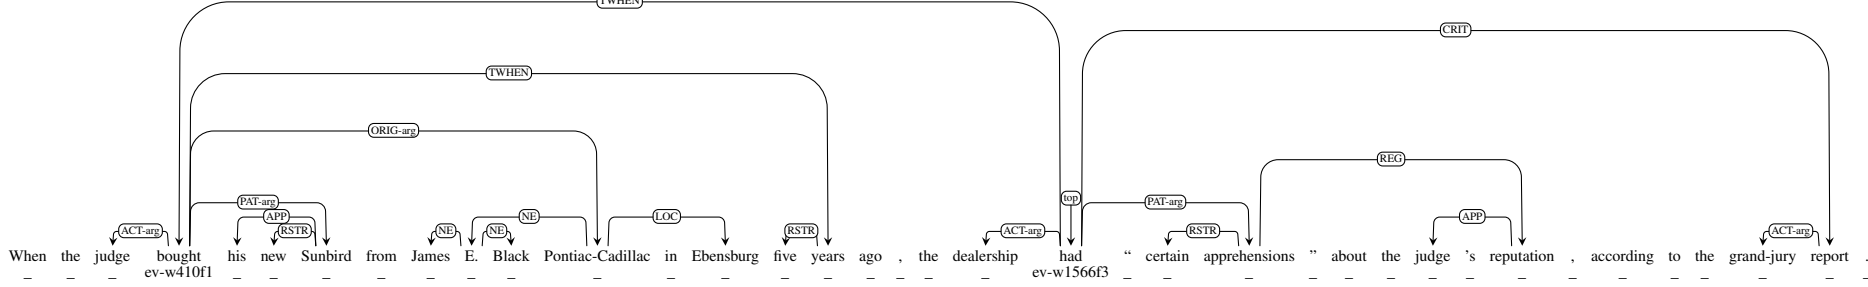 TWHEN
CRIT
TWHEN
ORIG-arg
REG
top
PAT-arg PAT-arg
APP NE LOC APP
ACT-arg RSTR NE NE RSTR ACT-arg RSTR ACT-arg
When the judge bought his new Sunbird from James E. Black Pontiac-Cadillac in Ebensburg five years ago , the dealership had “ certain apprehensions ” about the judge ’s reputation , according to the grand-jury report .
_ _ _ ev-w410f1 _ _ _ _ _ _ _ _ _ _ _ _ _ _ _ _ ev-w1566f3 _ _ _ _ _ _ _ _ _ _ _ _ _ _ _ _